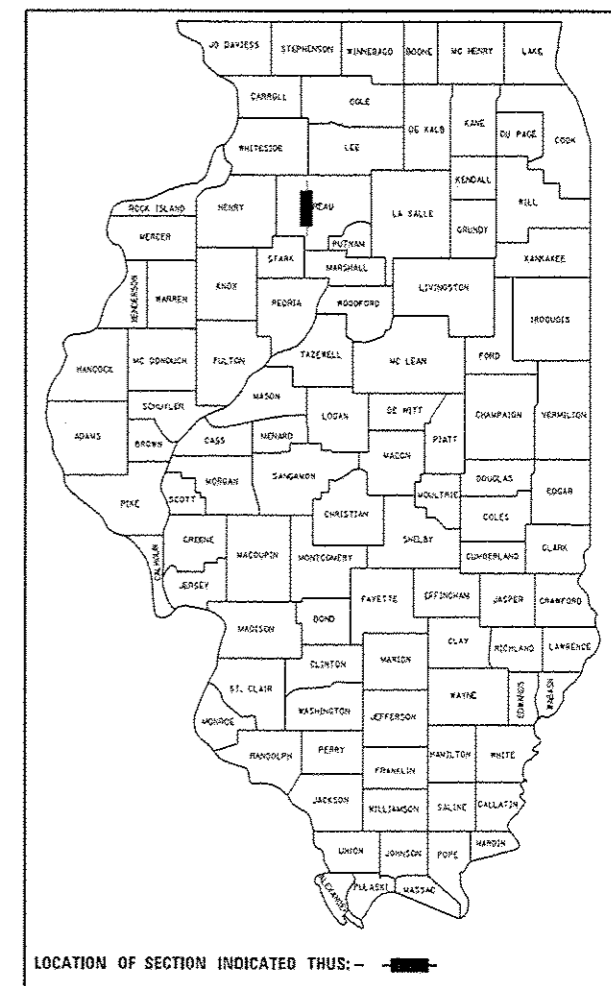 JO DAVIESS STEPHENSON WINNEBAGO BOONE MC HENRY LAKE
CARROLL OGLE
DE KALB KANE DU PAGE COOK
WHITESIDE LEE
KENDALL WILL
ROCK ISLAND HENRY REAU LA SALLE GRUNDY
MERCER PUTNAM KANKAKEE
STARK MARSHALL
HENDERSON WARREN KNOX PEORIA WOODFORD LIVINGSTON IROQUOIS
HANCOCK MC DONOUGH FULTON TAZEWELL MC LEAN FORD
SCHUYLER MASON LOGAN DE WITT CHAMPAIGN VERMILION
ADAMS BROWN CASS MENARD MACON PIATT
PIKE SCOTT MORGAN SANGAMON MOULTRIE DOUGLAS EDGAR
CHRISTIAN COLES
CALHOUN GREENE MACOUPIN MONTGOMERY SHELBY CUMBERLAND CLARK
JERSEY FAYETTE EFFINGHAM JASPER CRAWFORD
MADISON BOND CLAY RICHLAND LAWRENCE
CLINTON MARION
ST. CLAIR WASHINGTON JEFFERSON WAYNE EDWARDS WABASH
MONROE
RANDOLPH PERRY HAMILTON WHITE
FRANKLIN
JACKSON WILLIAMSON SALINE GALLATIN
UNION JOHNSON POPE HARDIN
ALEXANDER PULASKI MASSAC
LOCATION OF SECTION INDICATED THUS:-